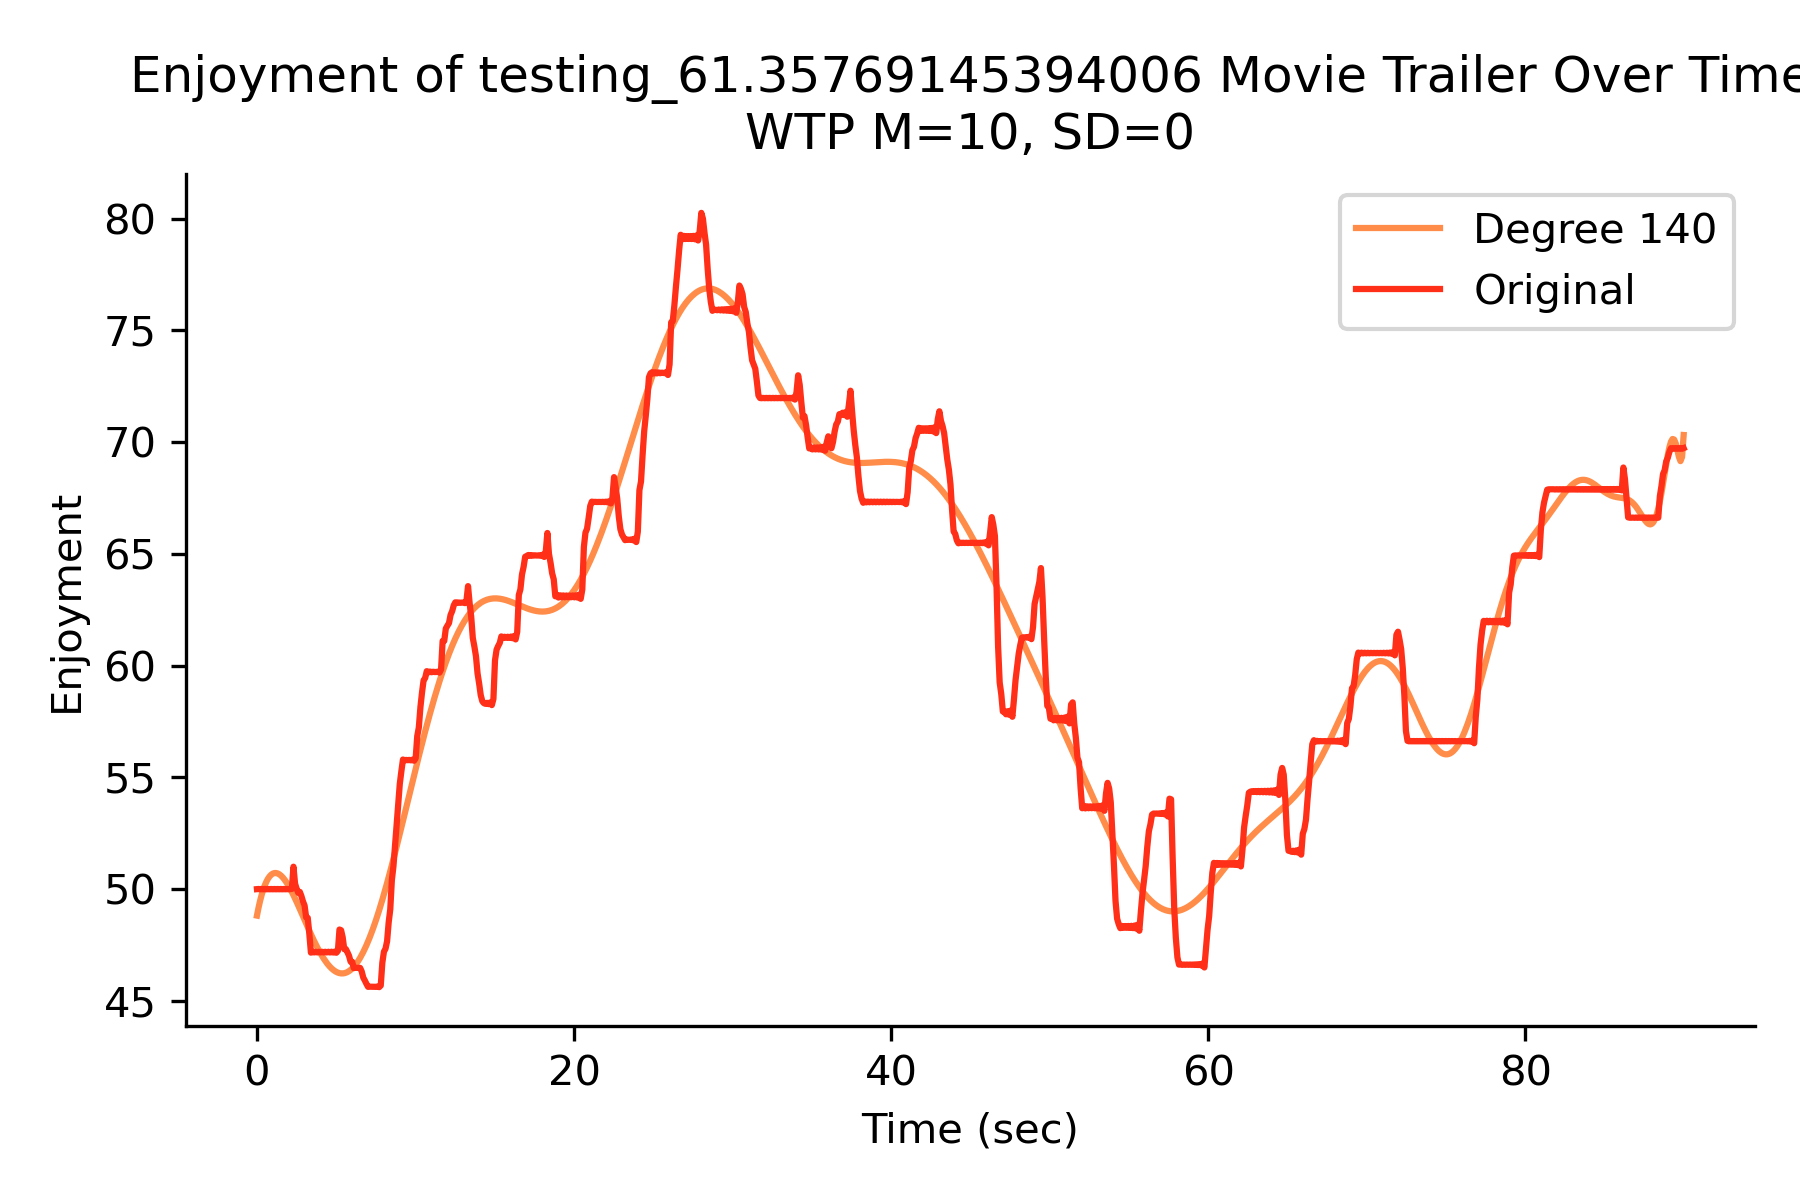 Enjoyment of testing_61.35769145394006 Movie Trailer Over Time
WTP M=10, SD=0
Degree 140
Original
Enjoyment
80
75
70
65
60
55
50
45
0 20 40 60 80
Time (sec)